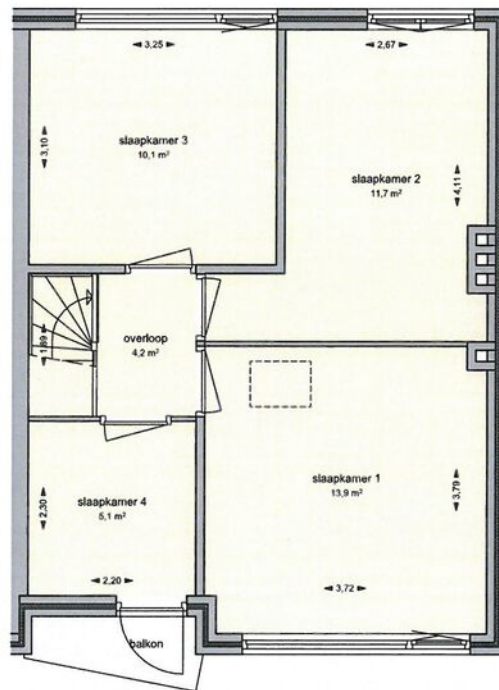 3,25
2,67
3,10
slaapkamer 3
10,1 m²
slaapkamer 2
11,7 m²
4,11
overloop
4,2 m²
1,89
slaapkamer 4
5,1 m²
slaapkamer 1
13,9 m²
2,30
3,79
2,20
3,72
balkon